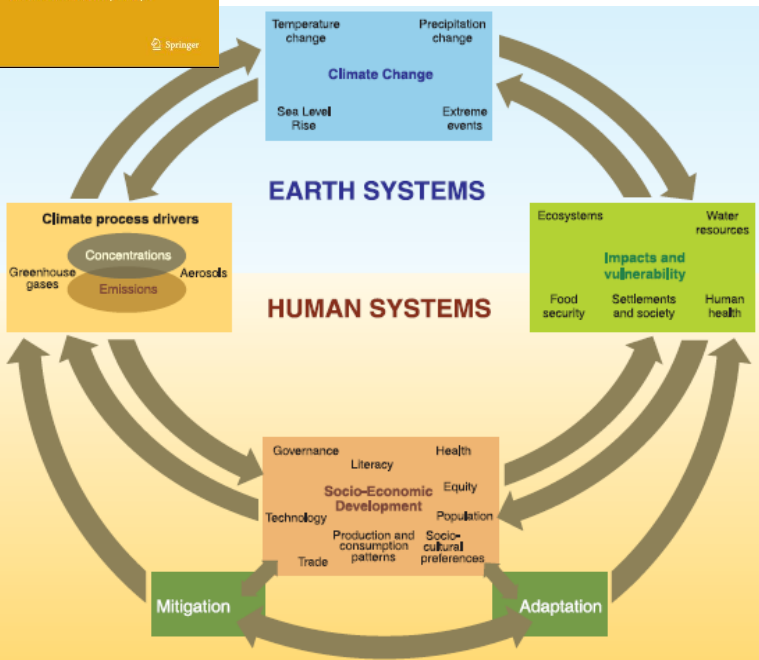 Springer
Temperature
change
Precipitation
change
Climate Change
Sea Level
Rise
Extreme
events
EARTH SYSTEMS
Climate process drivers
Concentrations
Greenhouse
gases
Aerosols
Emissions
Ecosystems
Water
resources
Impacts and
vulnerability
Food
security
Settlements
and society
Human
health
HUMAN SYSTEMS
Governance
Literacy
Health
Socio-Economic
Development
Equity
Technology
Population
Production and
consumption
patterns
Socio-
cultural
preferences
Trade
Mitigation
Adaptation